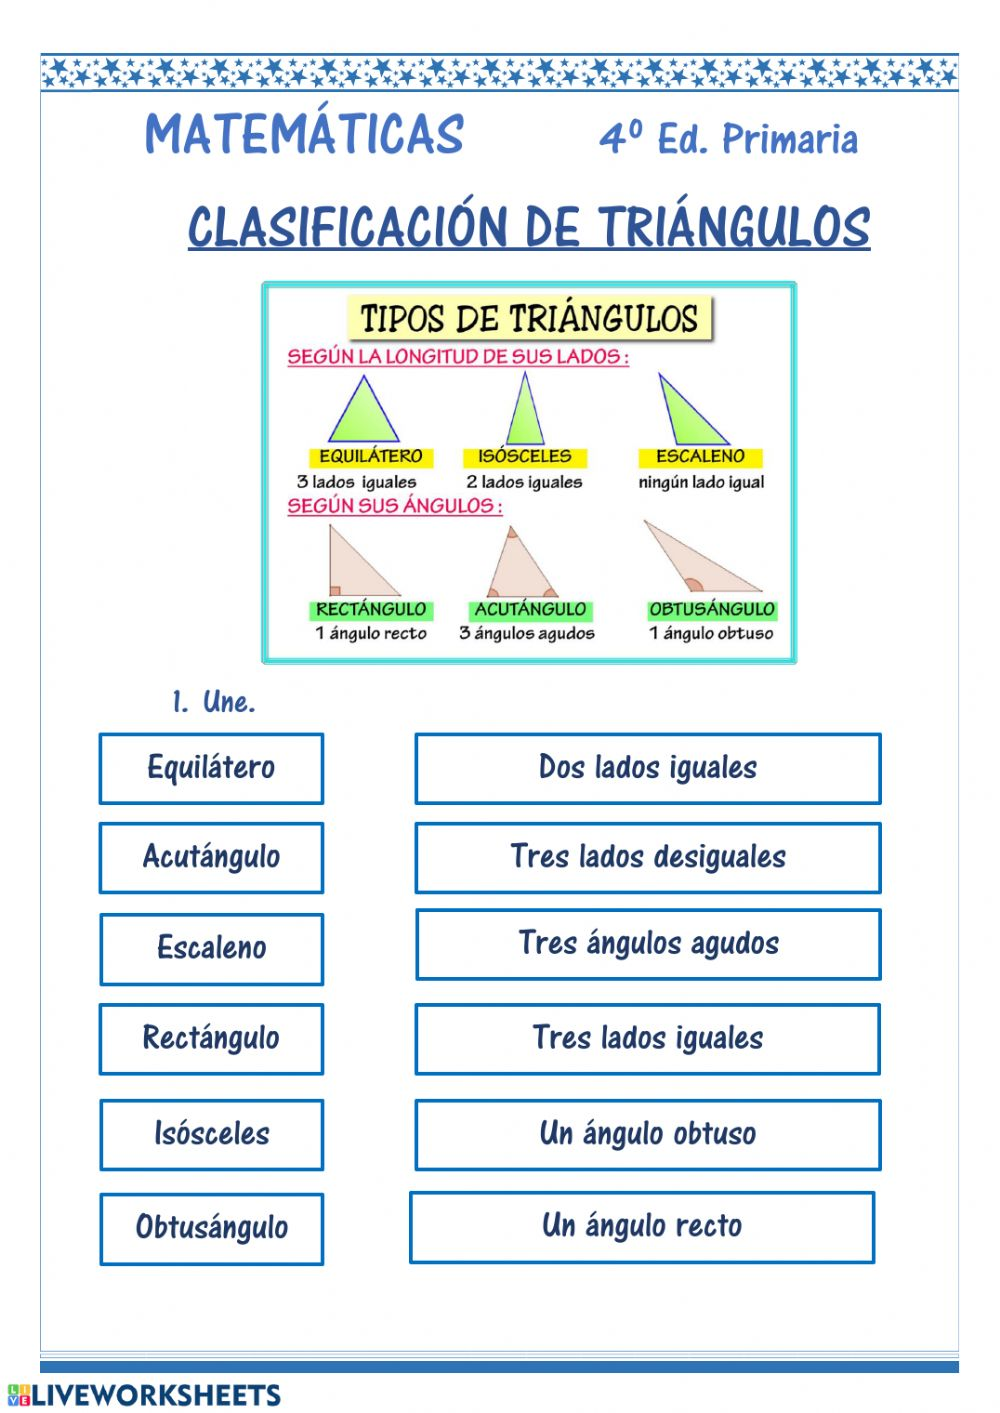 MATEMÁTICAS 4º Ed. Primaria
CLASIFICACIÓN DE TRIÁNGULOS
TIPOS DE TRIÁNGULOS
SEGÚN LA LONGITUD DE SUS LADOS :
EQUILÁTERO ISÓSCELES ESCALENO
3 lados iguales 2 lados iguales ningún lado igual
SEGÚN SUS ÁNGULOS :
RECTÁNGULO ACUTÁNGULO OBTUSÁNGULO
1 ángulo recto 3 ángulos agudos 1 ángulo obtuso
1. Une.
Equilátero Dos lados iguales
Acutángulo Tres lados desiguales
Escaleno Tres ángulos agudos
Rectángulo Tres lados iguales
Isósceles Un ángulo obtuso
Obtusángulo Un ángulo recto
LIVE LIVEWORKSHEETS